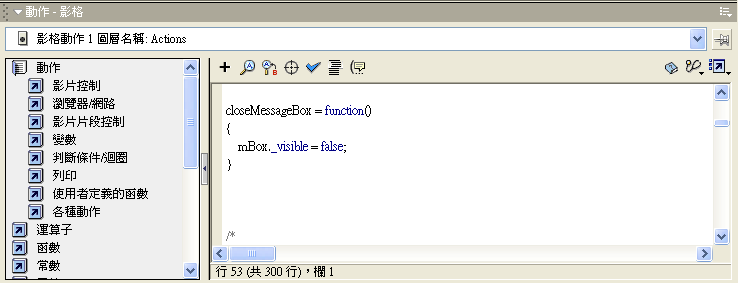 動作 - 影格
影格動作 1 圖層名稱: Actions
動作
影片控制
瀏覽器/網路
影片片段控制
變數
判斷條件/迴圈
列印
使用者定義的函數
各種動作
運算子
函數
常數
closeMessageBox = function()
{
mBox._visible = false;
}
/*
行 53 (共 300 行)，欄 1